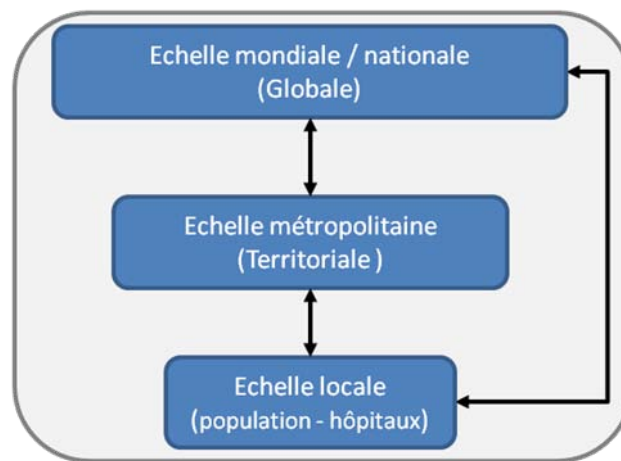 Echelle mondiale / nationale
(Globale)
Echelle métropolitaine
(Territoriale )
Echelle locale
(population - hôpitaux)